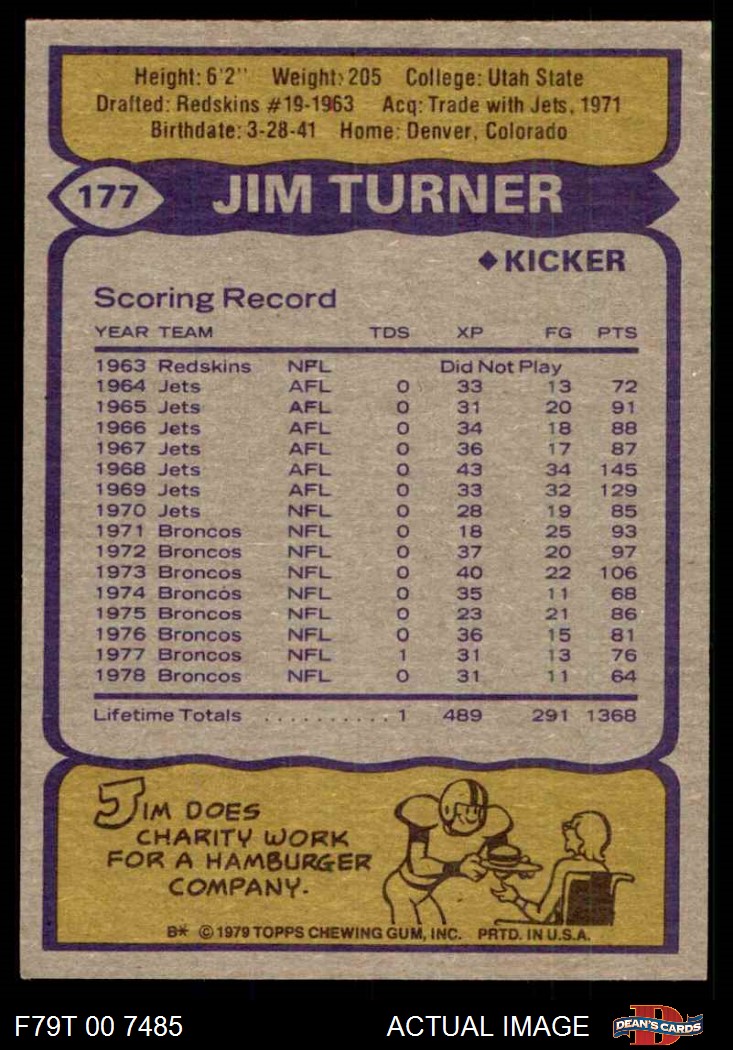 Height: 6'2" Weight: 205 College: Utah State
Drafted: Redskins #19-1963 Acq: Trade with Jets, 1971
Birthdate: 3-28-41 Home: Denver, Colorado
177 JIM TURNER
◆ KICKER
Scoring Record
YEAR TEAM TDS XP FG PTS
1963 Redskins NFL Did Not Play
1964 Jets AFL 0 33 13 72
1965 Jets AFL 0 31 20 91
1966 Jets AFL 0 34 18 88
1967 Jets AFL 0 36 17 87
1968 Jets AFL 0 43 34 145
1969 Jets AFL 0 33 32 129
1970 Jets NFL 0 28 19 85
1971 Broncos NFL 0 18 25 93
1972 Broncos NFL 0 37 20 97
1973 Broncos NFL 0 40 22 106
1974 Broncos NFL 0 35 11 68
1975 Broncos NFL 0 23 21 86
1976 Broncos NFL 0 36 15 81
1977 Broncos NFL 1 31 13 76
1978 Broncos NFL 0 31 11 64
Lifetime Totals . . . . . . . . . . 1 489 291 1368
JIM DOES
CHARITY WORK
FOR A HAMBURGER
COMPANY.
B* © 1979 TOPPS CHEWING GUM, INC. PRTD. IN U.S.A.
F79T 00 7485 ACTUAL IMAGE D DEAN'S CARDS